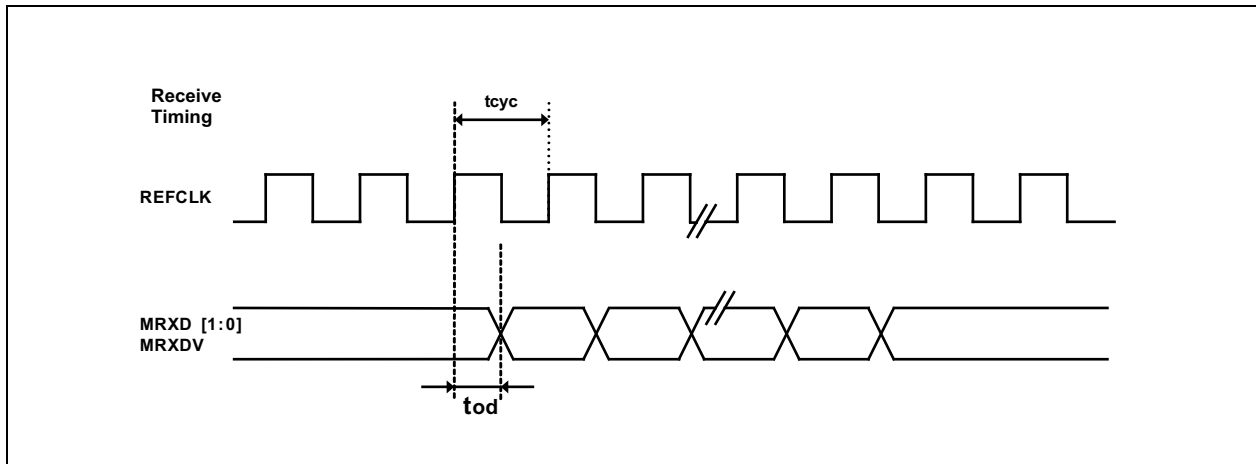 Receive
Timing
tcyc
REFCLK
MRXD [1:0]
MRXDV
tod